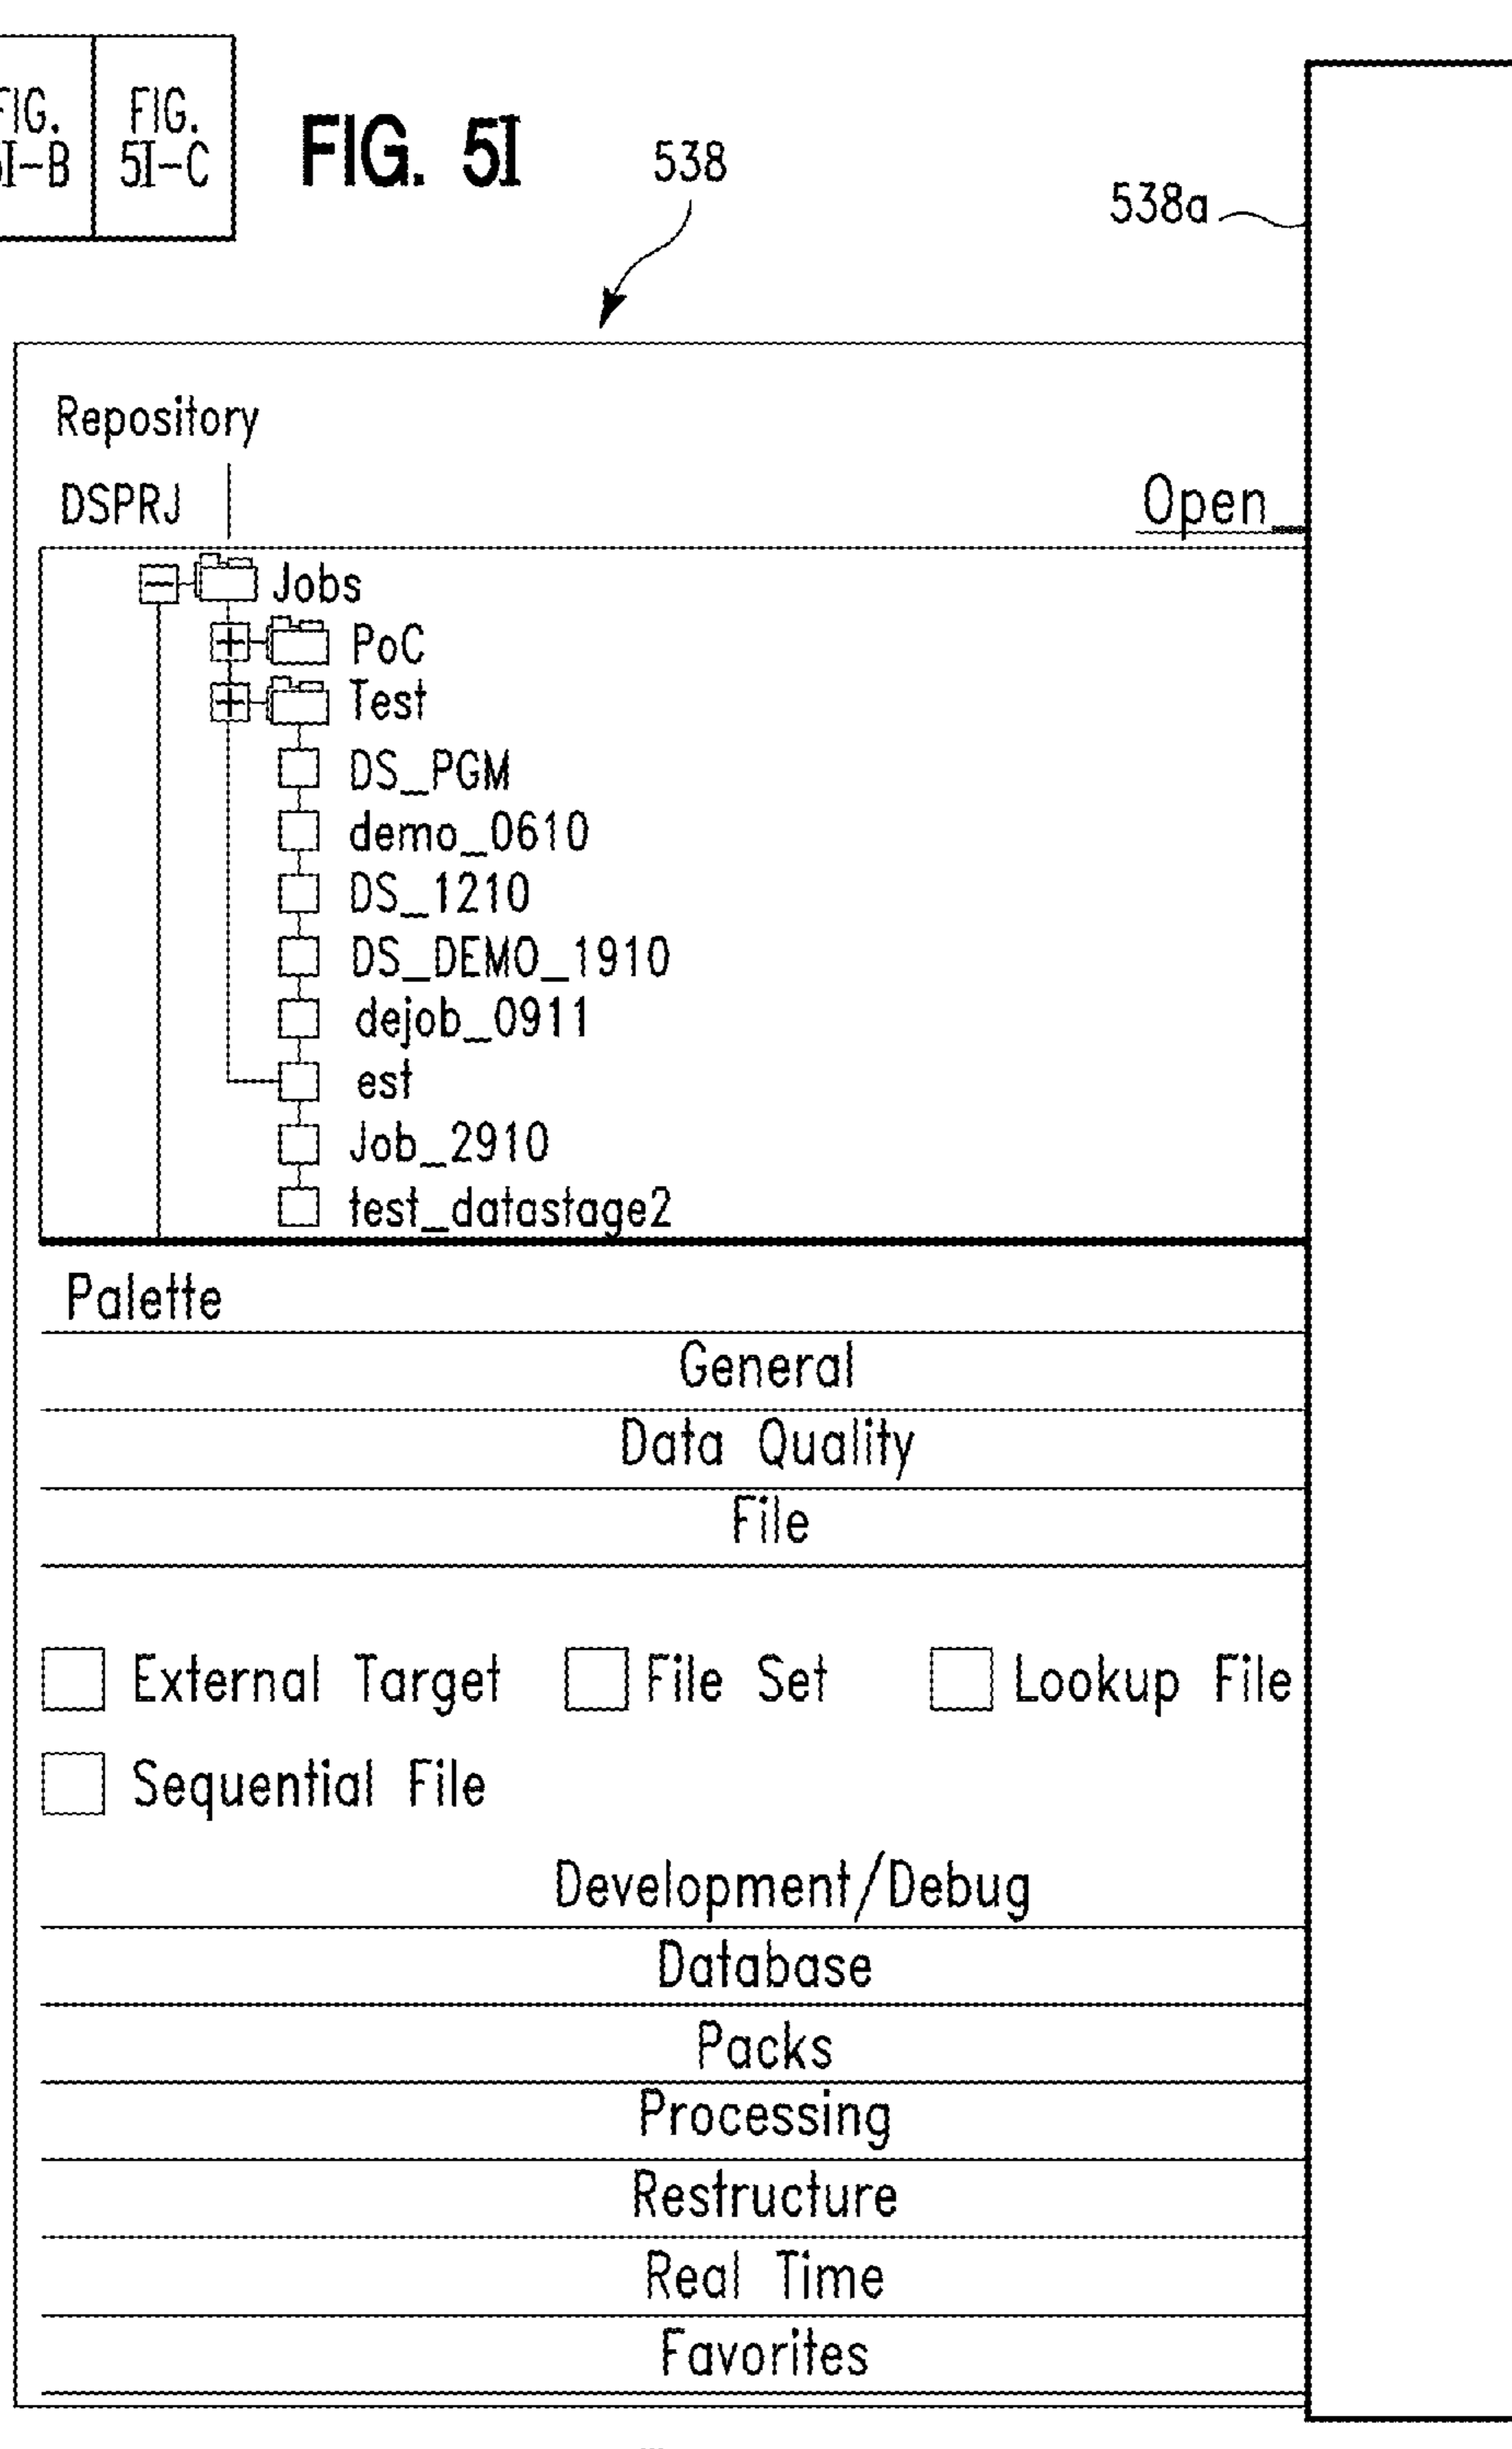 FIG.
5I-B
FIG.
5I-C
FIG. 5I
538
538a
Repository
DSPRJ
Open
Jobs
PoC
Test
DS_PGM
demo_0610
DS_1210
DS_DEMO_1910
dejob_0911
est
Job_2910
test_datastage2
Palette
General
Data Quality
File
External Target File Set Lookup File
Sequential File
Development/Debug
Database
Packs
Processing
Restructure
Real Time
Favorites